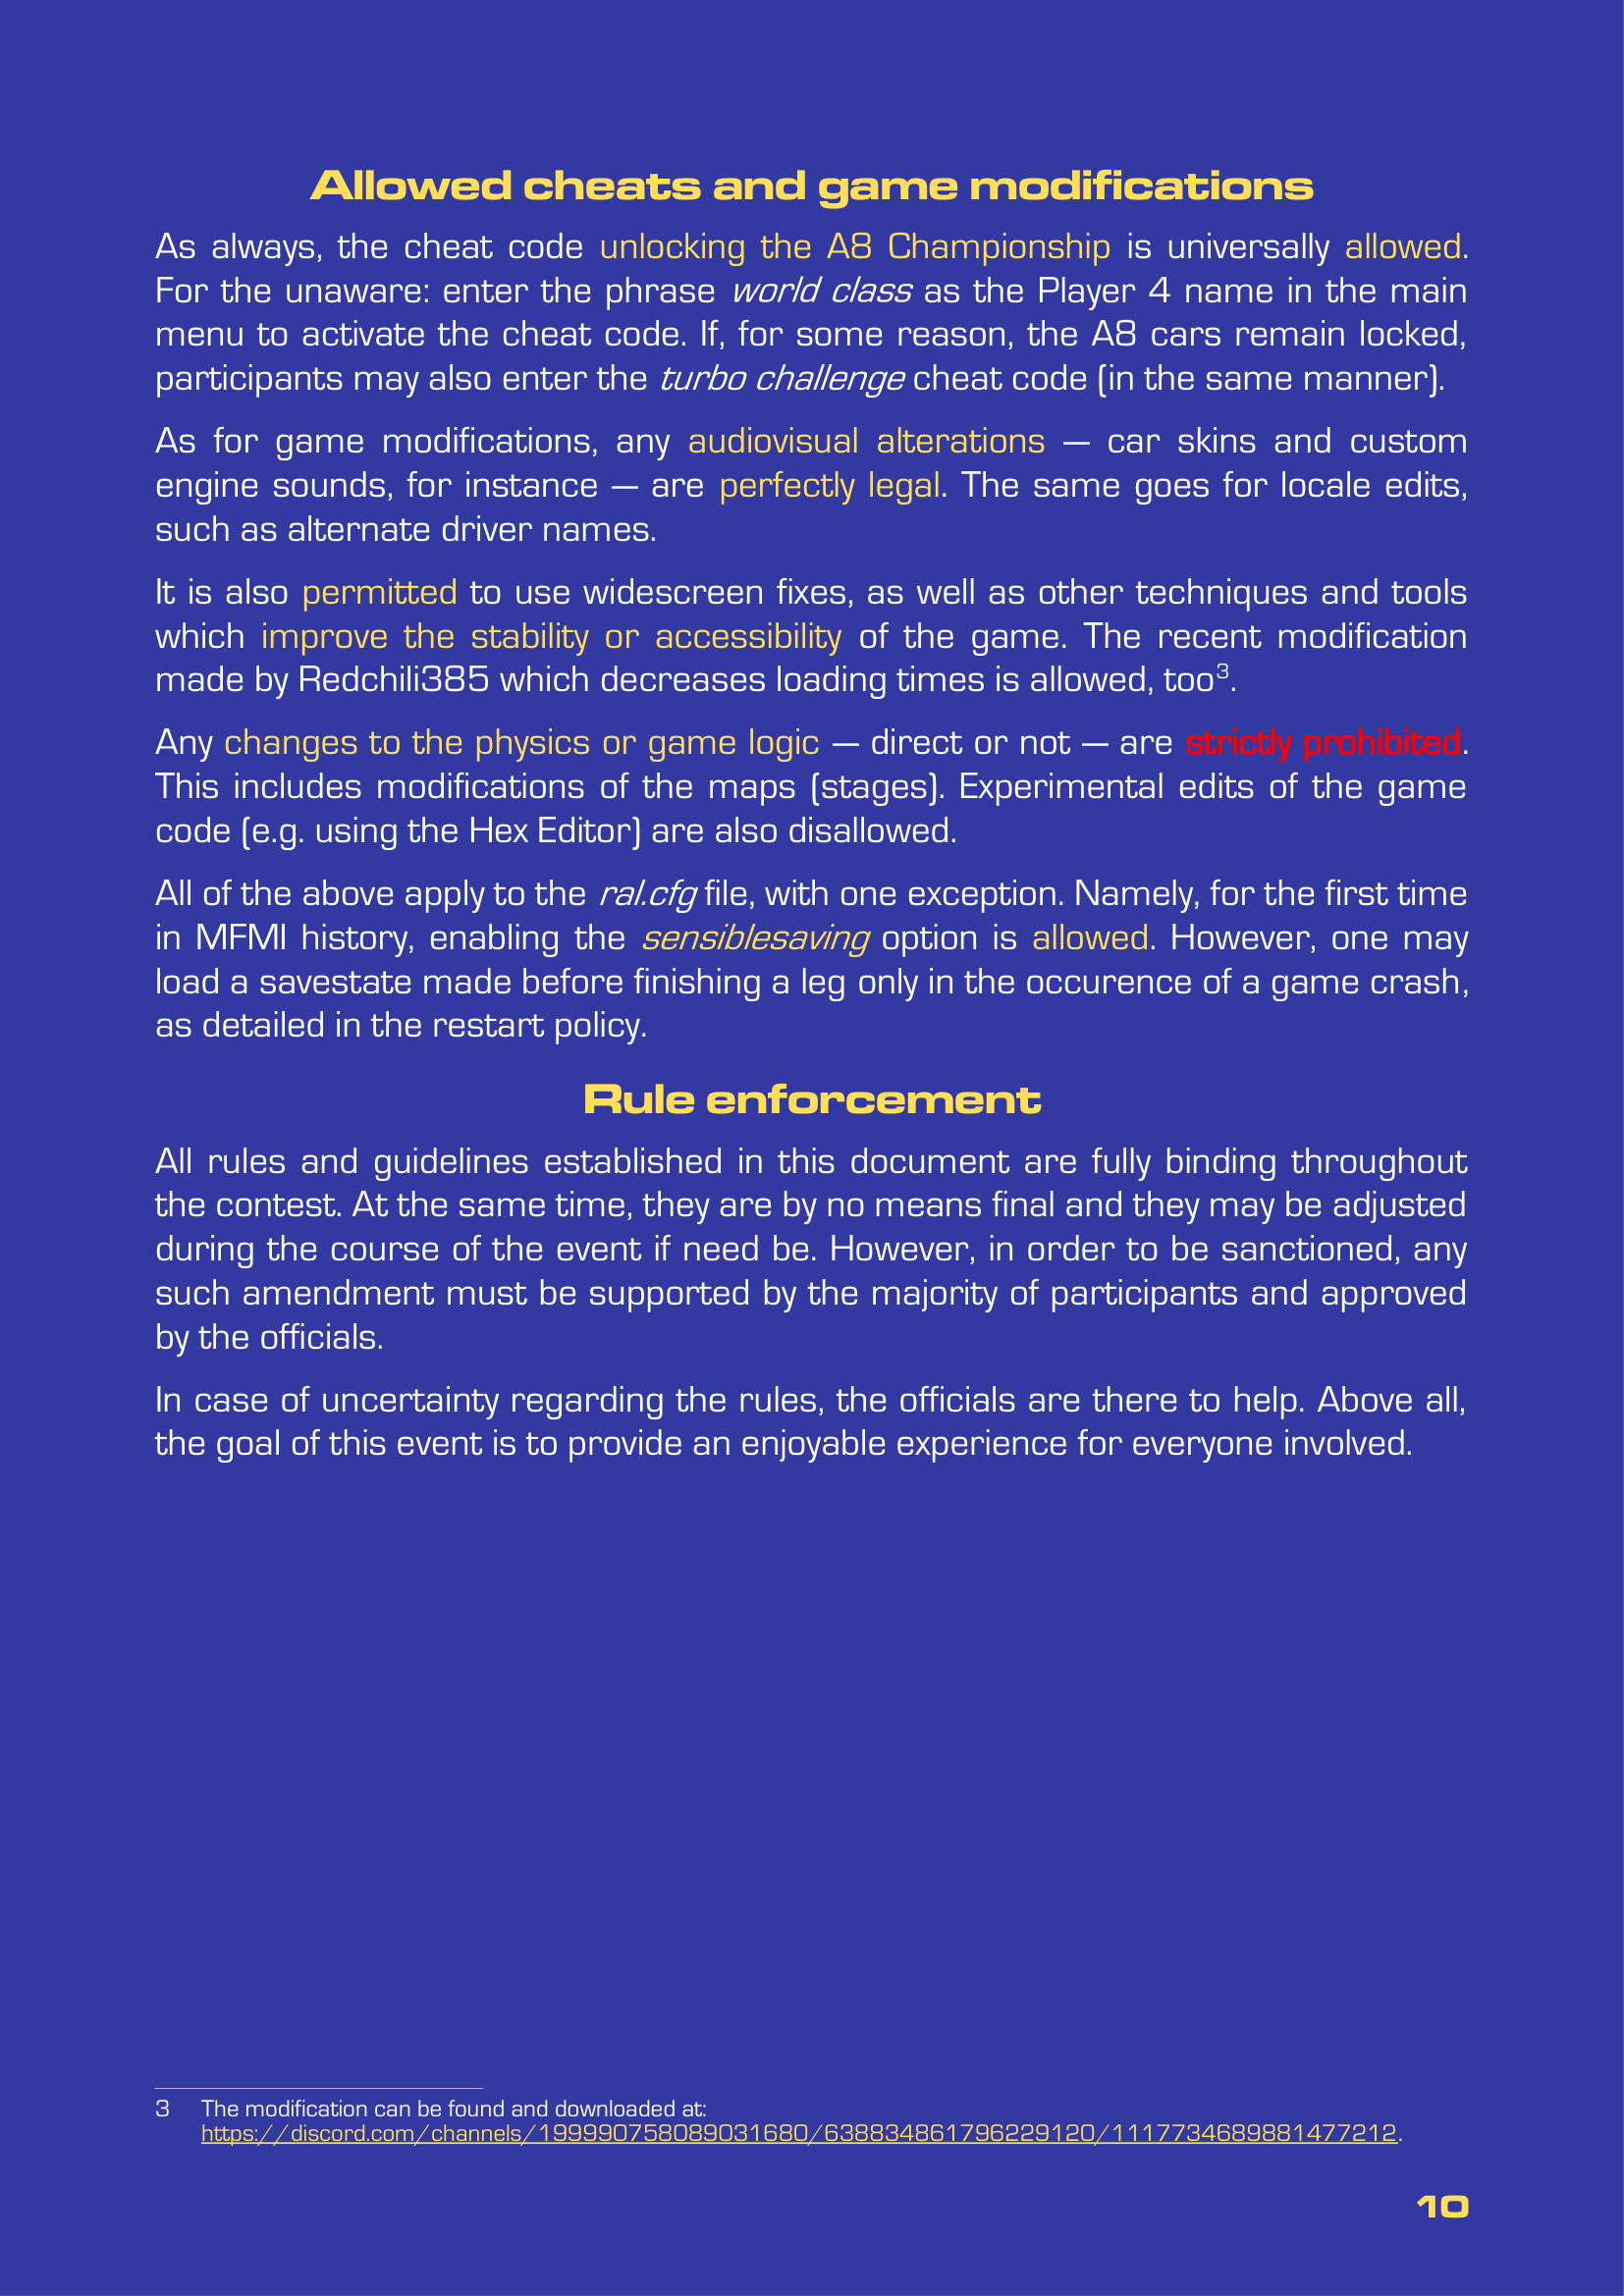 Allowed cheats and game modifications
As always, the cheat code unlocking the A8 Championship is universally allowed.
For the unaware: enter the phrase world class as the Player 4 name in the main
menu to activate the cheat code. If, for some reason, the A8 cars remain locked,
participants may also enter the turbo challenge cheat code (in the same manner).
As for game modifications, any audiovisual alterations — car skins and custom
engine sounds, for instance — are perfectly legal. The same goes for locale edits,
such as alternate driver names.
It is also permitted to use widescreen fixes, as well as other techniques and tools
which improve the stability or accessibility of the game. The recent modification
made by Redchili385 which decreases loading times is allowed, too3.
Any changes to the physics or game logic — direct or not — are strictly prohibited.
This includes modifications of the maps (stages). Experimental edits of the game
code (e.g. using the Hex Editor) are also disallowed.
All of the above apply to the ral.cfg file, with one exception. Namely, for the first time
in MFMI history, enabling the sensiblesaving option is allowed. However, one may
load a savestate made before finishing a leg only in the occurence of a game crash,
as detailed in the restart policy.
Rule enforcement
All rules and guidelines established in this document are fully binding throughout
the contest. At the same time, they are by no means final and they may be adjusted
during the course of the event if need be. However, in order to be sanctioned, any
such amendment must be supported by the majority of participants and approved
by the officials.
In case of uncertainty regarding the rules, the officials are there to help. Above all,
the goal of this event is to provide an enjoyable experience for everyone involved.
3 The modification can be found and downloaded at:
https://discord.com/channels/199990758089031680/638834861796229120/1117734689881477212.
10